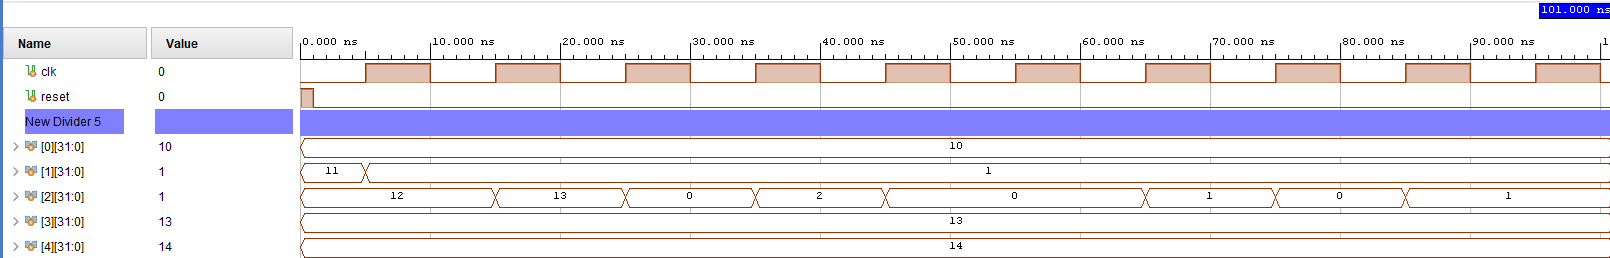 101.000 ns
Name Value 0.000 ns 10.000 ns 20.000 ns 30.000 ns 40.000 ns 50.000 ns 60.000 ns 70.000 ns 80.000 ns 90.000 ns 1
clk 0
reset 0
New Divider 5
[0][31:0] 10 10
[1][31:0] 1 11 1
[2][31:0] 1 12 13 0 2 0 1 0 1
[3][31:0] 13 13
[4][31:0] 14 14